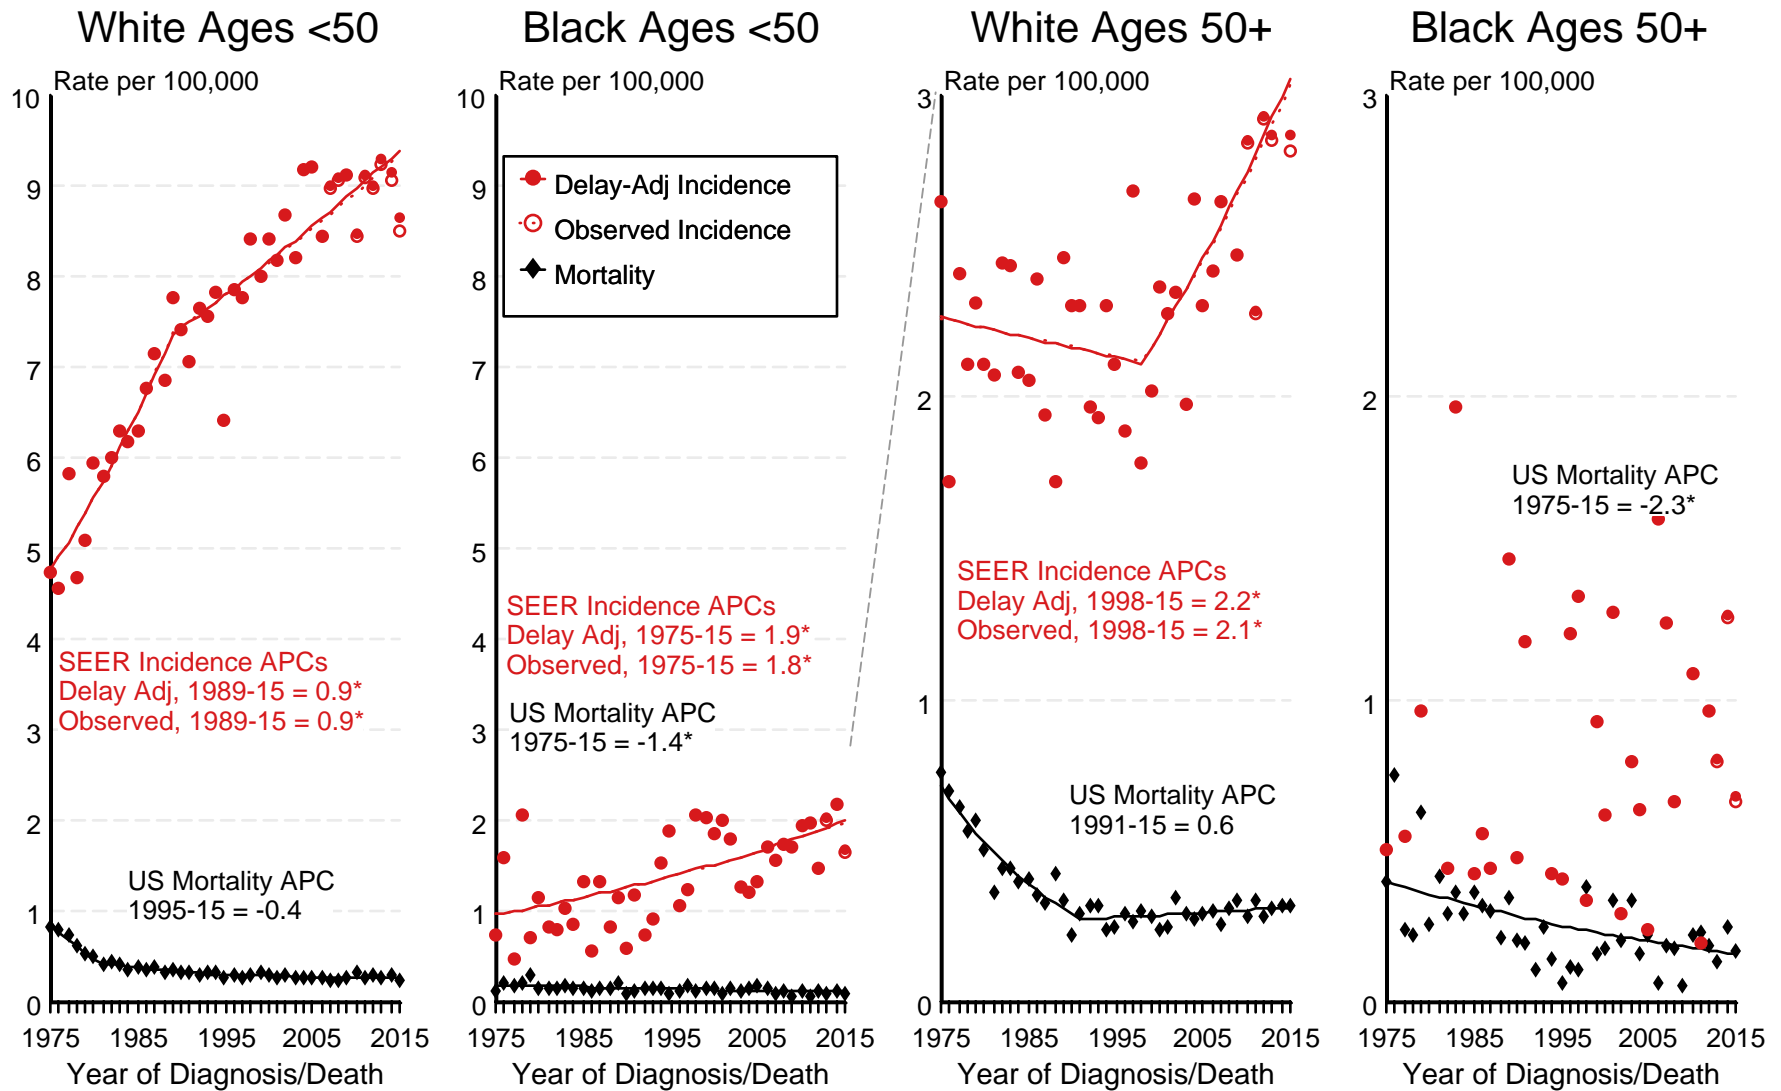 White Ages <50
Rate per 100,000
10
9
8
7
6
5
4
3
2
1
0
SEER Incidence APCs
Delay Adj, 1989-15 = 0.9*
Observed, 1989-15 = 0.9*
US Mortality APC
1995-15 = -0.4
1975
1985
1995
2005
2015
Year of Diagnosis/Death
Black Ages <50
Rate per 100,000
10
9
8
7
6
5
4
3
2
1
0
Delay-Adj Incidence
Observed Incidence
Mortality
SEER Incidence APCs
Delay Adj, 1975-15 = 1.9*
Observed, 1975-15 = 1.8*
US Mortality APC
1975-15 = -1.4*
1975
1985
1995
2005
2015
Year of Diagnosis/Death
White Ages 50+
Rate per 100,000
3
2
1
0
SEER Incidence APCs
Delay Adj, 1998-15 = 2.2*
Observed, 1998-15 = 2.1*
US Mortality APC
1991-15 = 0.6
1975
1985
1995
2005
2015
Year of Diagnosis/Death
Black Ages 50+
Rate per 100,000
3
2
1
0
US Mortality APC
1975-15 = -2.3*
1975
1985
1995
2005
2015
Year of Diagnosis/Death